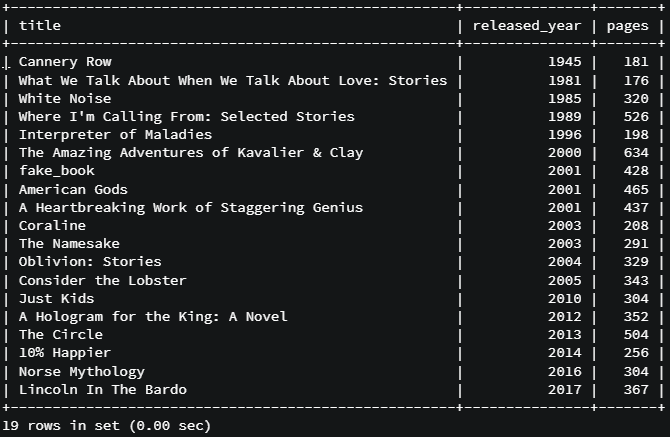 +----------------------------------------------------+---------------+-------+
| title | released_year | pages |
+----------------------------------------------------+---------------+-------+
| Cannery Row | 1945 | 181 |
| What We Talk About When We Talk About Love: Stories | 1981 | 176 |
| White Noise | 1985 | 320 |
| Where I'm Calling From: Selected Stories | 1989 | 526 |
| Interpreter of Maladies | 1996 | 198 |
| The Amazing Adventures of Kavalier & Clay | 2000 | 634 |
| fake_book | 2001 | 428 |
| American Gods | 2001 | 465 |
| A Heartbreaking Work of Staggering Genius | 2001 | 437 |
| Coraline | 2003 | 208 |
| The Namesake | 2003 | 291 |
| Oblivion: Stories | 2004 | 329 |
| Consider the Lobster | 2005 | 343 |
| Just Kids | 2010 | 304 |
| A Hologram for the King: A Novel | 2012 | 352 |
| The Circle | 2013 | 504 |
| 10% Happier | 2014 | 256 |
| Norse Mythology | 2016 | 304 |
| Lincoln In The Bardo | 2017 | 367 |
+----------------------------------------------------+---------------+-------+
19 rows in set (0.00 sec)